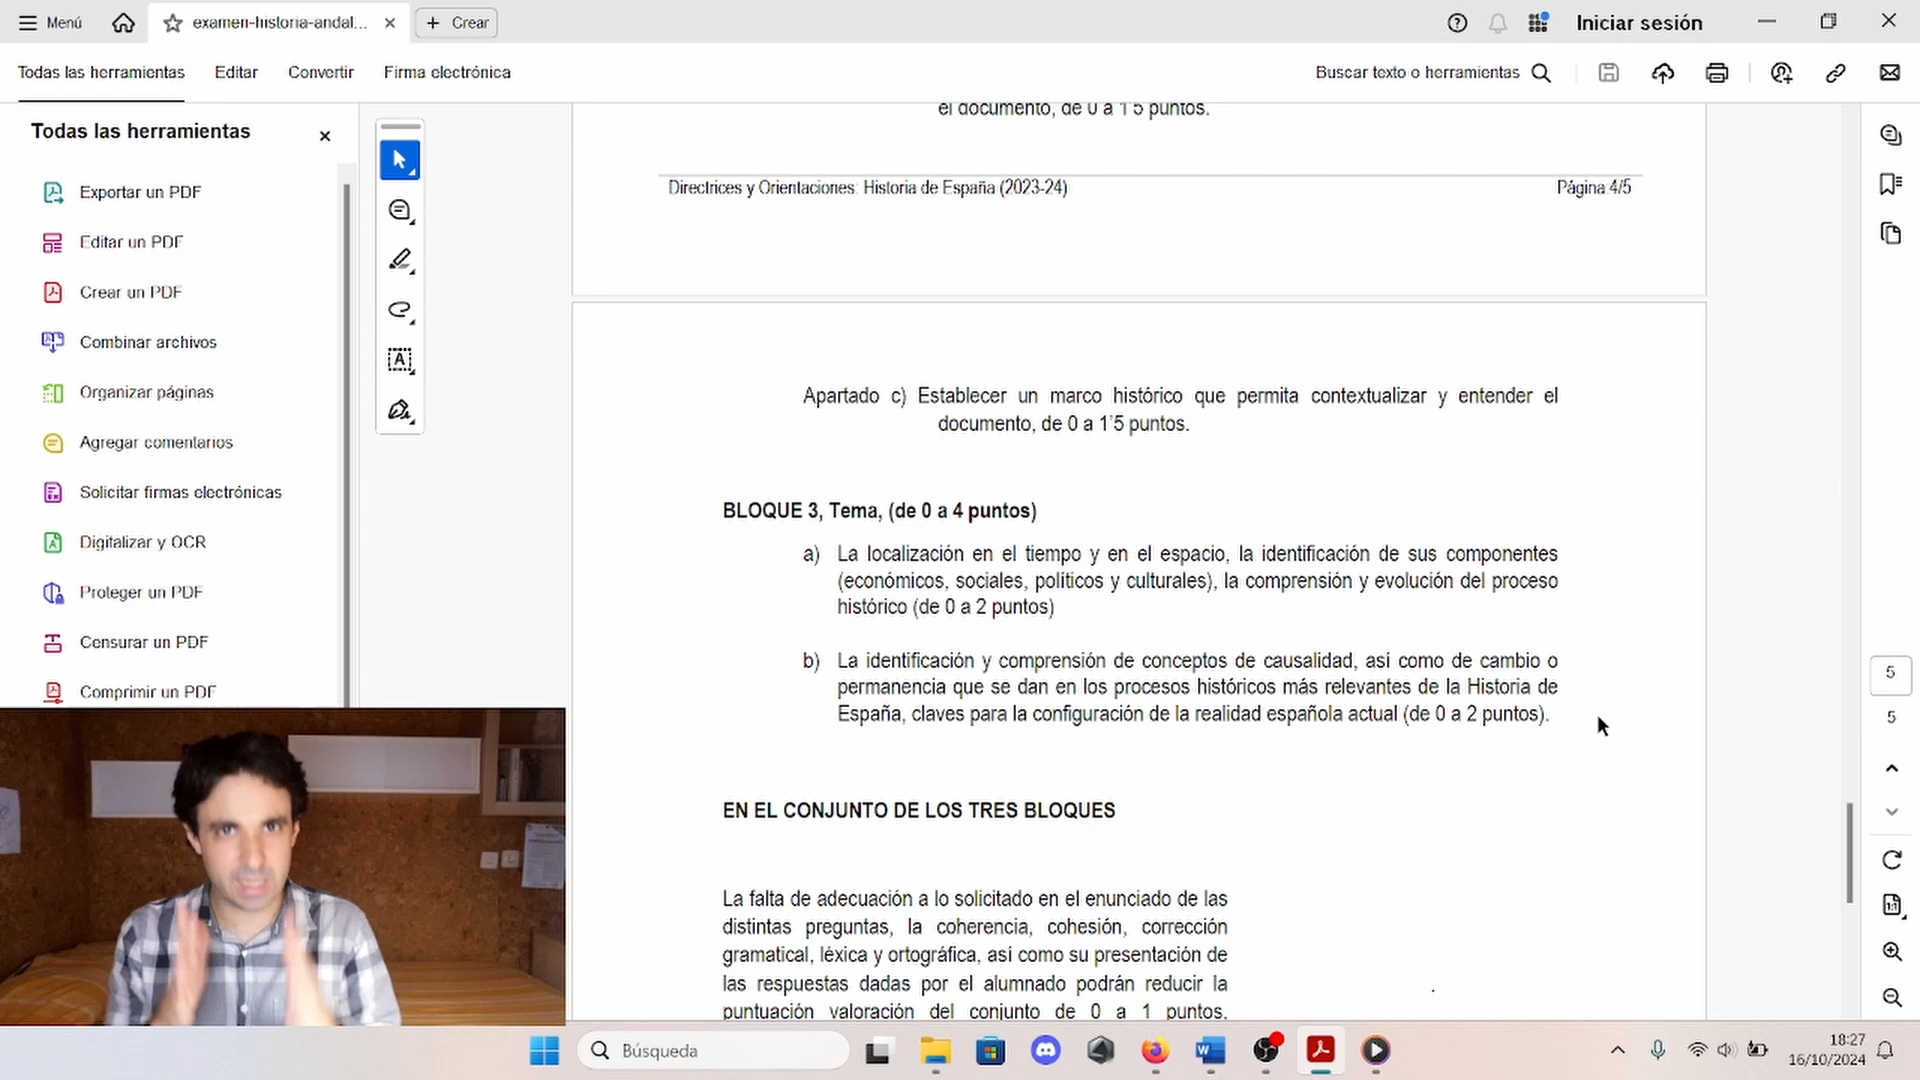 Menú
examen-historia-andal...
Crear
Iniciar sesión
Todas las herramientas
Editar
Convertir
Firma electrónica
Buscar texto o herramientas
Todas las herramientas
Exportar un PDF
Editar un PDF
Crear un PDF
Combinar archivos
Organizar páginas
Agregar comentarios
Solicitar firmas electrónicas
Digitalizar y OCR
Proteger un PDF
Censurar un PDF
Comprimir un PDF
el documento, de 0 a 1'5 puntos.
Directrices y Orientaciones: Historia de España (2023-24)
Página 4/5
Apartado c) Establecer un marco histórico que permita contextualizar y entender el
documento, de 0 a 1'5 puntos.
BLOQUE 3, Tema, (de 0 a 4 puntos)
a) La localización en el tiempo y en el espacio, la identificación de sus componentes
(económicos, sociales, políticos y culturales), la comprensión y evolución del proceso
histórico (de 0 a 2 puntos)
b) La identificación y comprensión de conceptos de causalidad, así como de cambio o
permanencia que se dan en los procesos históricos más relevantes de la Historia de
España, claves para la configuración de la realidad española actual (de 0 a 2 puntos).
EN EL CONJUNTO DE LOS TRES BLOQUES
La falta de adecuación a lo solicitado en el enunciado de las
distintas preguntas, la coherencia, cohesión, corrección
gramatical, léxica y ortográfica, así como su presentación de
las respuestas dadas por el alumnado podrán reducir la
puntuación valoración del conjunto de 0 a 1 puntos.
5
5
Búsqueda
18:27
16/10/2024